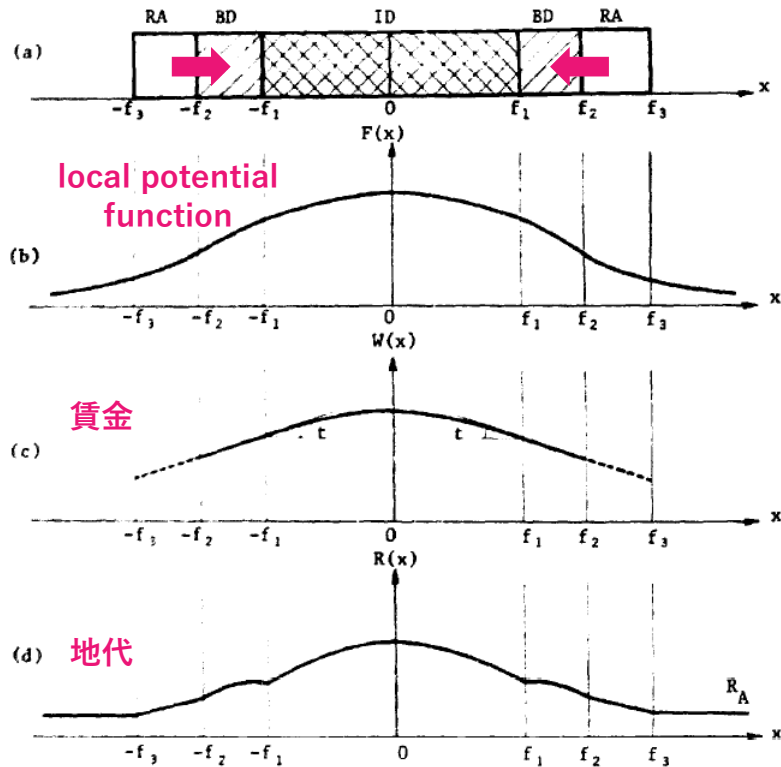 RA BD ID BD RA
(a)
x
-f₃ -f₂ -f₁ 0 f₁ f₂ f₃
F(x)
local potential
function
(b)
x
-f₃ -f₂ -f₁ 0 f₁ f₂ f₃
W(x)
賃金
t t
(c)
x
-f₃ -f₂ -f₁ 0 f₁ f₂ f₃
R(x)
(d)
地代
R_A
x
-f₃ -f₂ -f₁ 0 f₁ f₂ f₃